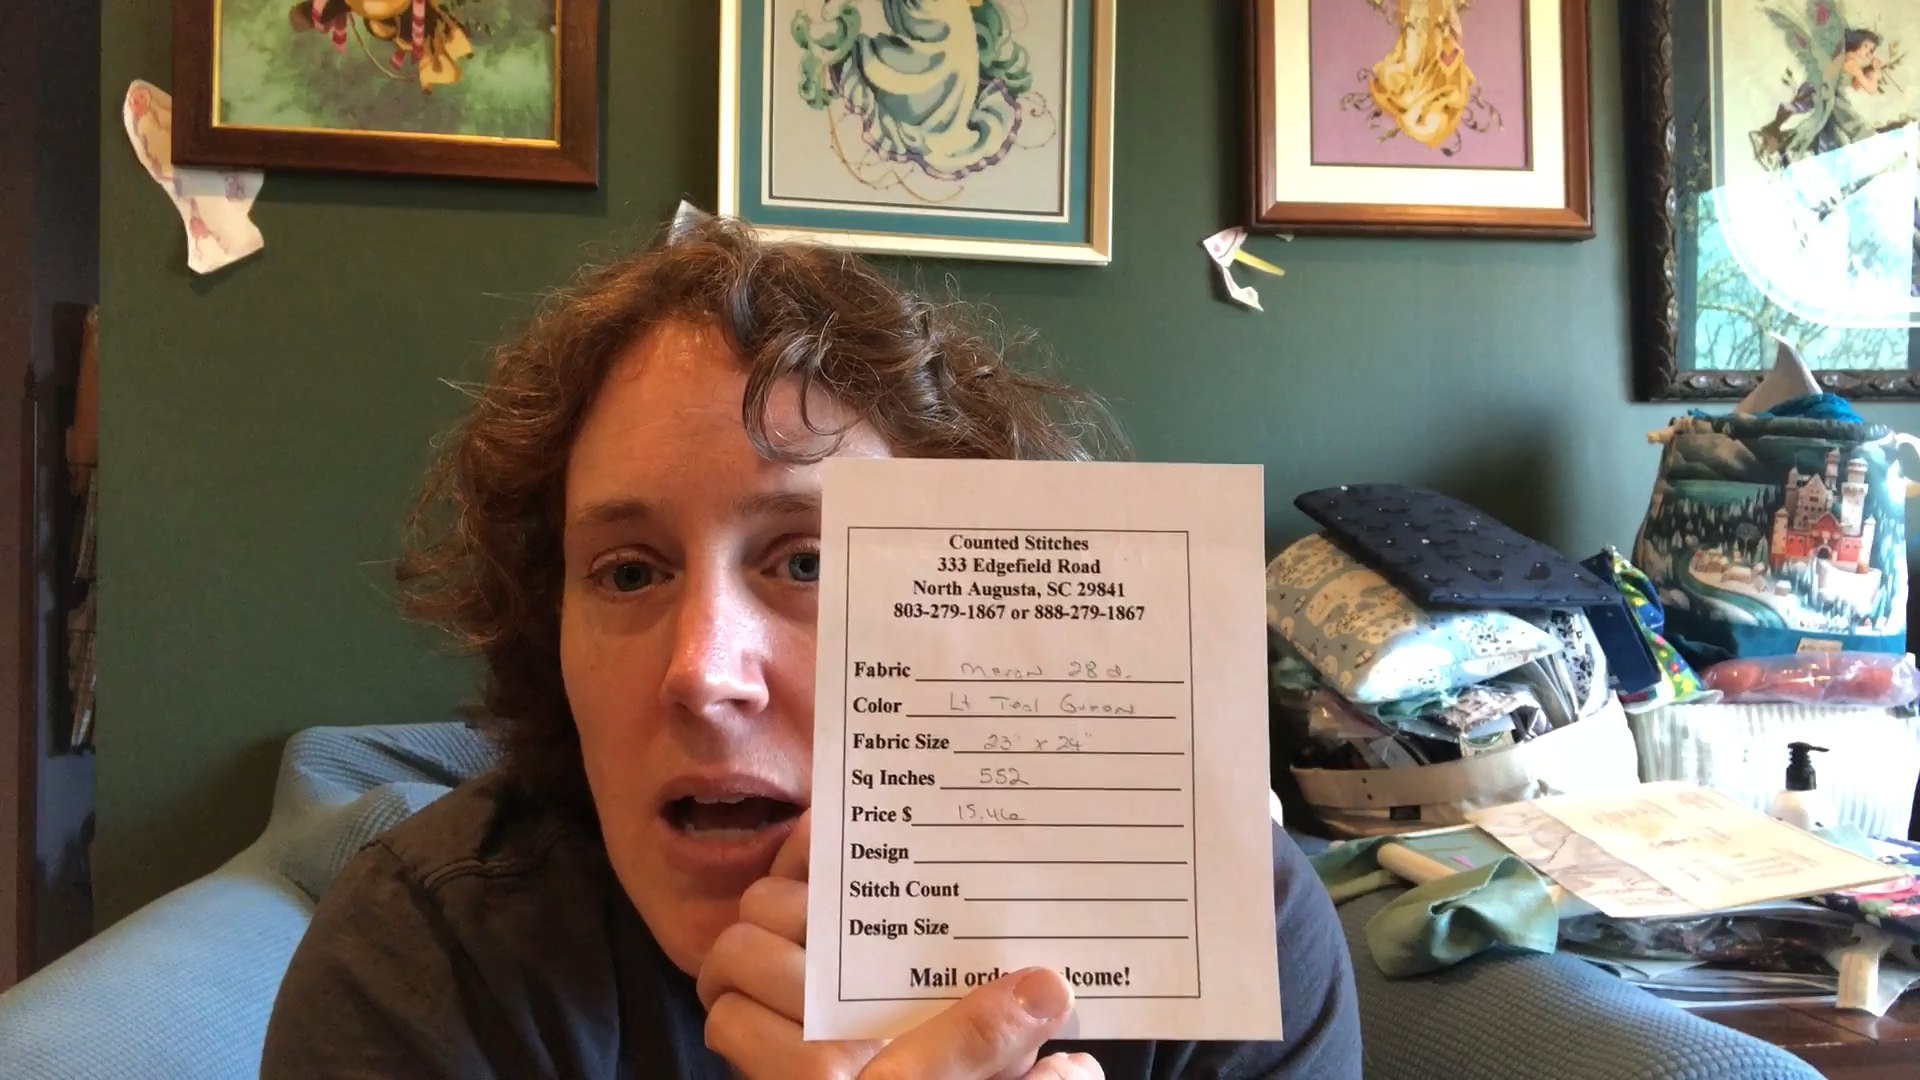 Counted Stitches
333 Edgefield Road
North Augusta, SC 29841
803-279-1867 or 888-279-1867
Fabric Meran 28 ct.
Color Lt Teal Green
Fabric Size 23" x 24"
Sq Inches 552
Price $ 15.46
Design
Stitch Count
Design Size
Mail order welcome!